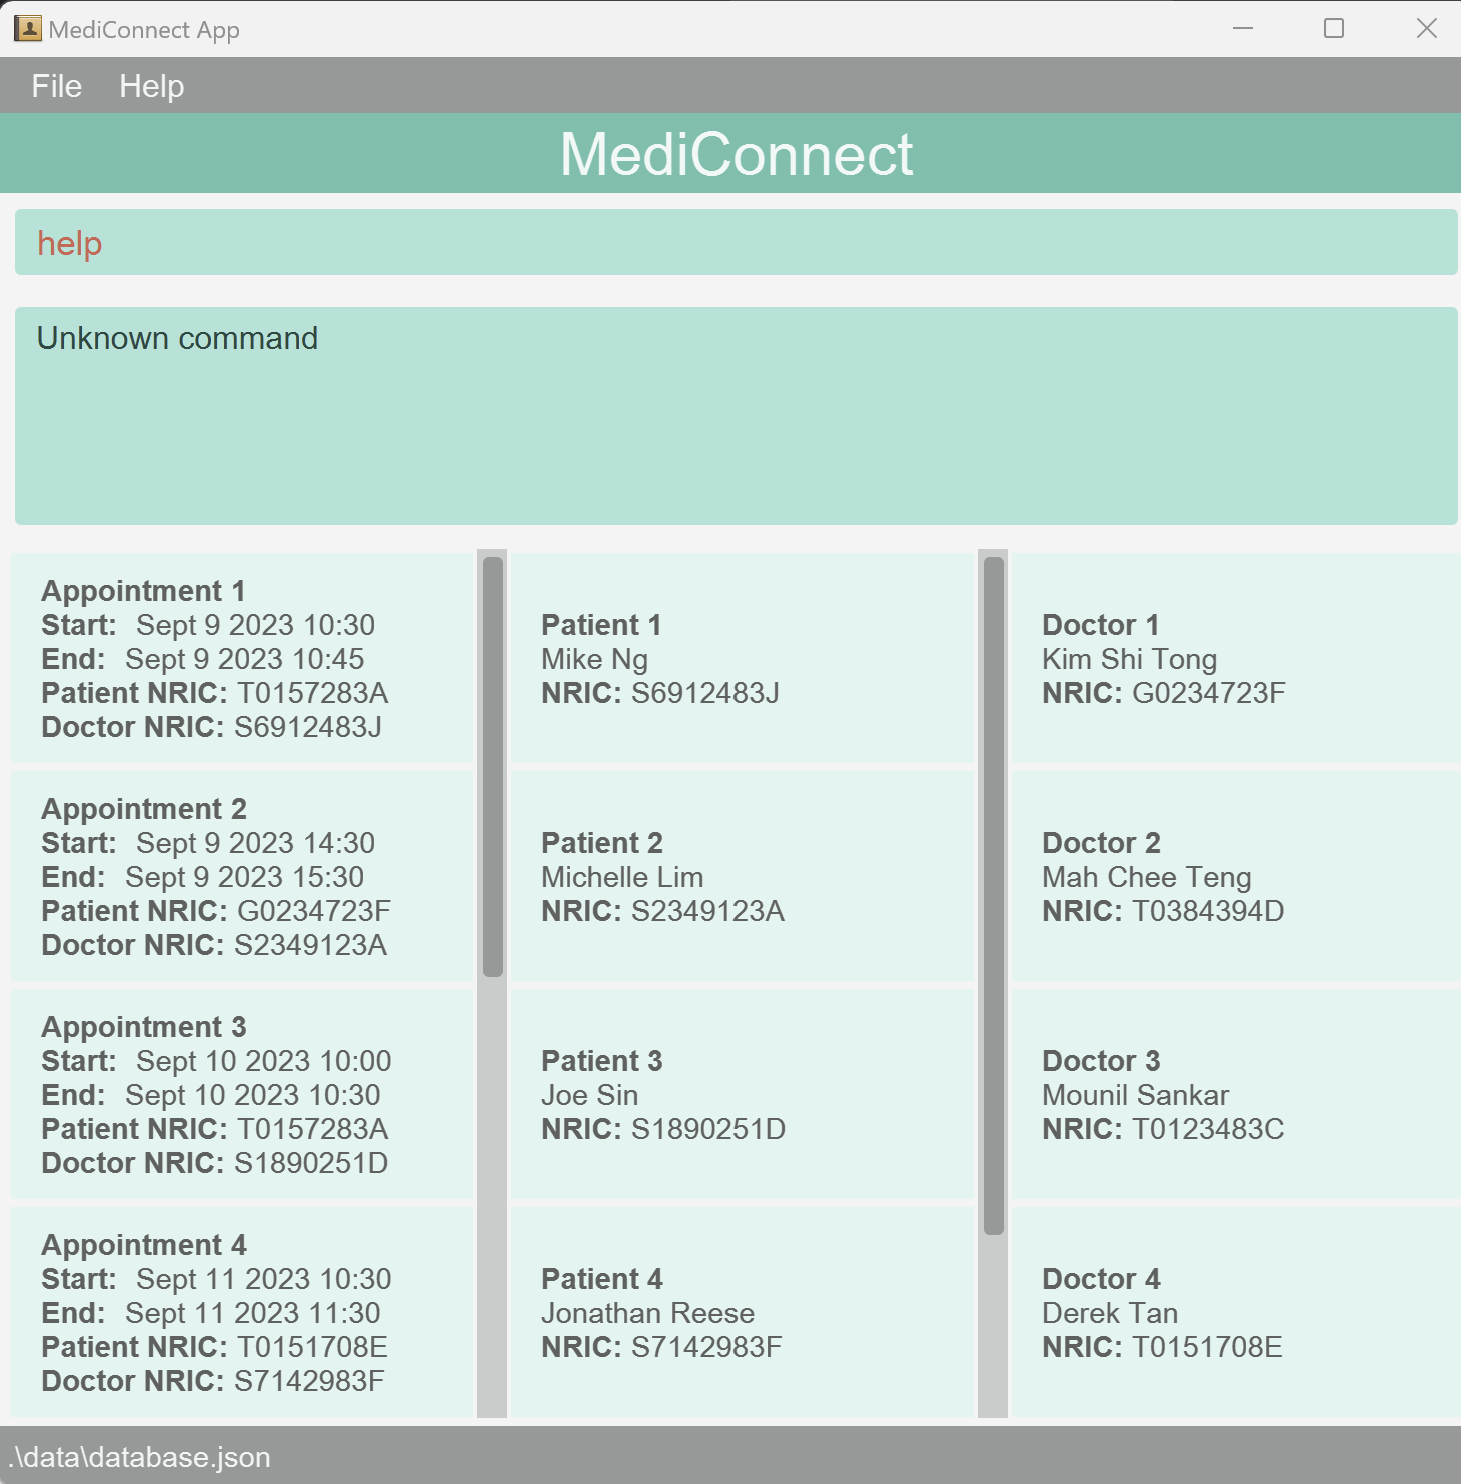 MediConnect App
File Help
MediConnect
help
Unknown command
Appointment 1
Start: Sept 9 2023 10:30
End: Sept 9 2023 10:45
Patient NRIC: T0157283A
Doctor NRIC: S6912483J
Appointment 2
Start: Sept 9 2023 14:30
End: Sept 9 2023 15:30
Patient NRIC: G0234723F
Doctor NRIC: S2349123A
Appointment 3
Start: Sept 10 2023 10:00
End: Sept 10 2023 10:30
Patient NRIC: T0157283A
Doctor NRIC: S1890251D
Appointment 4
Start: Sept 11 2023 10:30
End: Sept 11 2023 11:30
Patient NRIC: T0151708E
Doctor NRIC: S7142983F
Patient 1
Mike Ng
NRIC: S6912483J
Patient 2
Michelle Lim
NRIC: S2349123A
Patient 3
Joe Sin
NRIC: S1890251D
Patient 4
Jonathan Reese
NRIC: S7142983F
Doctor 1
Kim Shi Tong
NRIC: G0234723F
Doctor 2
Mah Chee Teng
NRIC: T0384394D
Doctor 3
Mounil Sankar
NRIC: T0123483C
Doctor 4
Derek Tan
NRIC: T0151708E
.\data\database.json